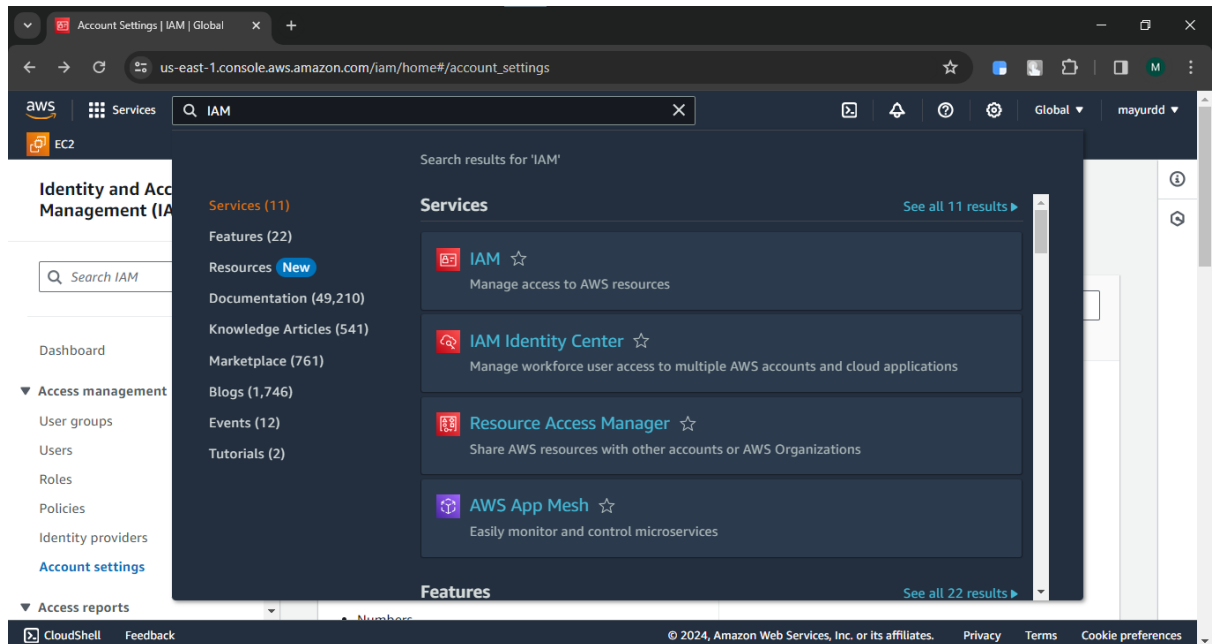 Account Settings | IAM | Global
us-east-1.console.aws.amazon.com/iam/home#/account_settings
M
aws
Services
IAM
Global
mayurdd
EC2
Identity and Acc
Management (IA
Search IAM
Dashboard
Access management
User groups
Users
Roles
Policies
Identity providers
Account settings
Access reports
Search results for 'IAM'
Services (11)
Features (22)
Resources New
Documentation (49,210)
Knowledge Articles (541)
Marketplace (761)
Blogs (1,746)
Events (12)
Tutorials (2)
Services
See all 11 results
IAM
Manage access to AWS resources
IAM Identity Center
Manage workforce user access to multiple AWS accounts and cloud applications
Resource Access Manager
Share AWS resources with other accounts or AWS Organizations
AWS App Mesh
Easily monitor and control microservices
Features
See all 22 results
Numbers
CloudShell Feedback
© 2024, Amazon Web Services, Inc. or its affiliates. Privacy Terms Cookie preferences